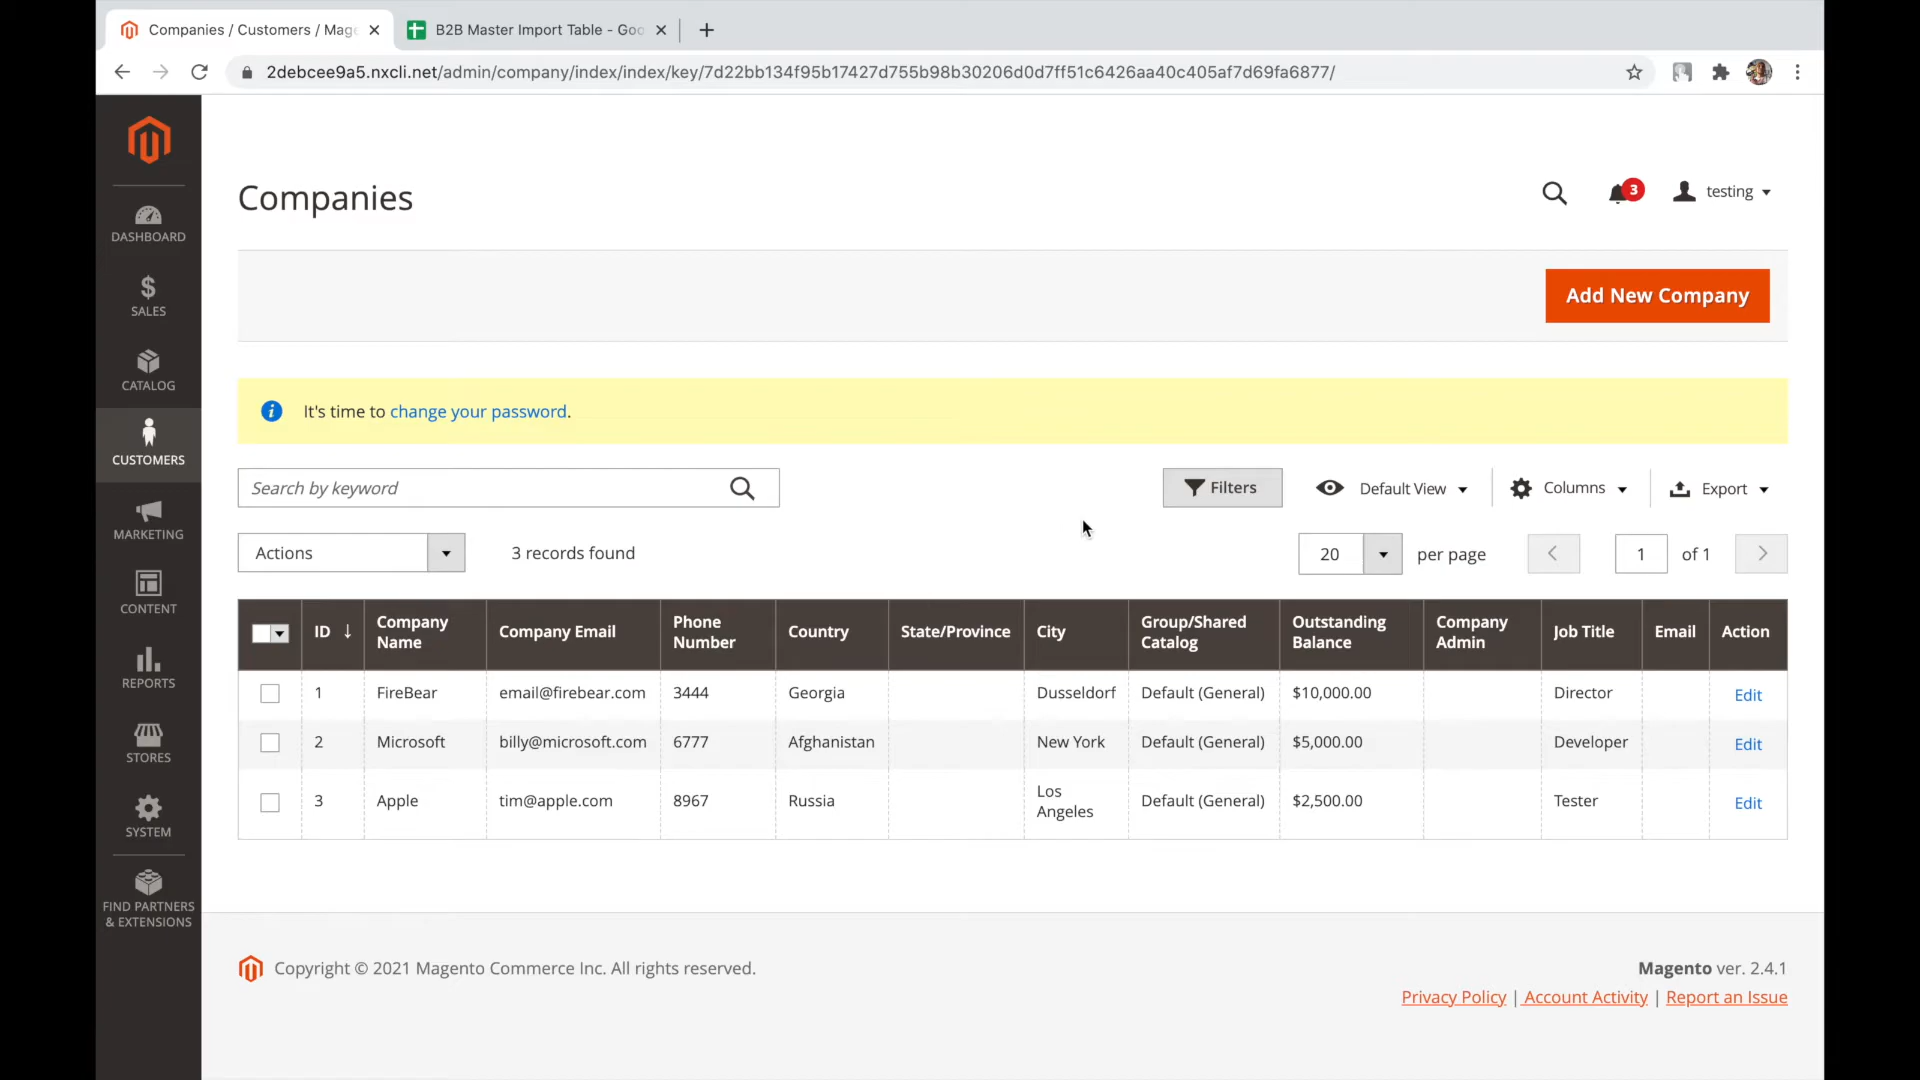 Companies / Customers / Mag
B2B Master Import Table - Goo
2debcee9a5.nxcli.net/admin/company/index/index/key/7d22bb134f95b17427d755b98b30206d0d7ff51c6426aa40c405af7d69fa6877/
DASHBOARD
SALES
CATALOG
CUSTOMERS
MARKETING
CONTENT
REPORTS
STORES
SYSTEM
FIND PARTNERS
& EXTENSIONS
Companies
3
testing
Add New Company
It's time to change your password.
Search by keyword
Filters
Default View
Columns
Export
Actions
3 records found
20
per page
1
of 1
ID ↓ Company Name Company Email Phone Number Country State/Province City Group/Shared Catalog Outstanding Balance Company Admin Job Title Email Action
1 FireBear email@firebear.com 3444 Georgia Dusseldorf Default (General) $10,000.00 Director Edit
2 Microsoft billy@microsoft.com 6777 Afghanistan New York Default (General) $5,000.00 Developer Edit
3 Apple tim@apple.com 8967 Russia Los Angeles Default (General) $2,500.00 Tester Edit
Copyright © 2021 Magento Commerce Inc. All rights reserved.
Magento ver. 2.4.1
Privacy Policy | Account Activity | Report an Issue